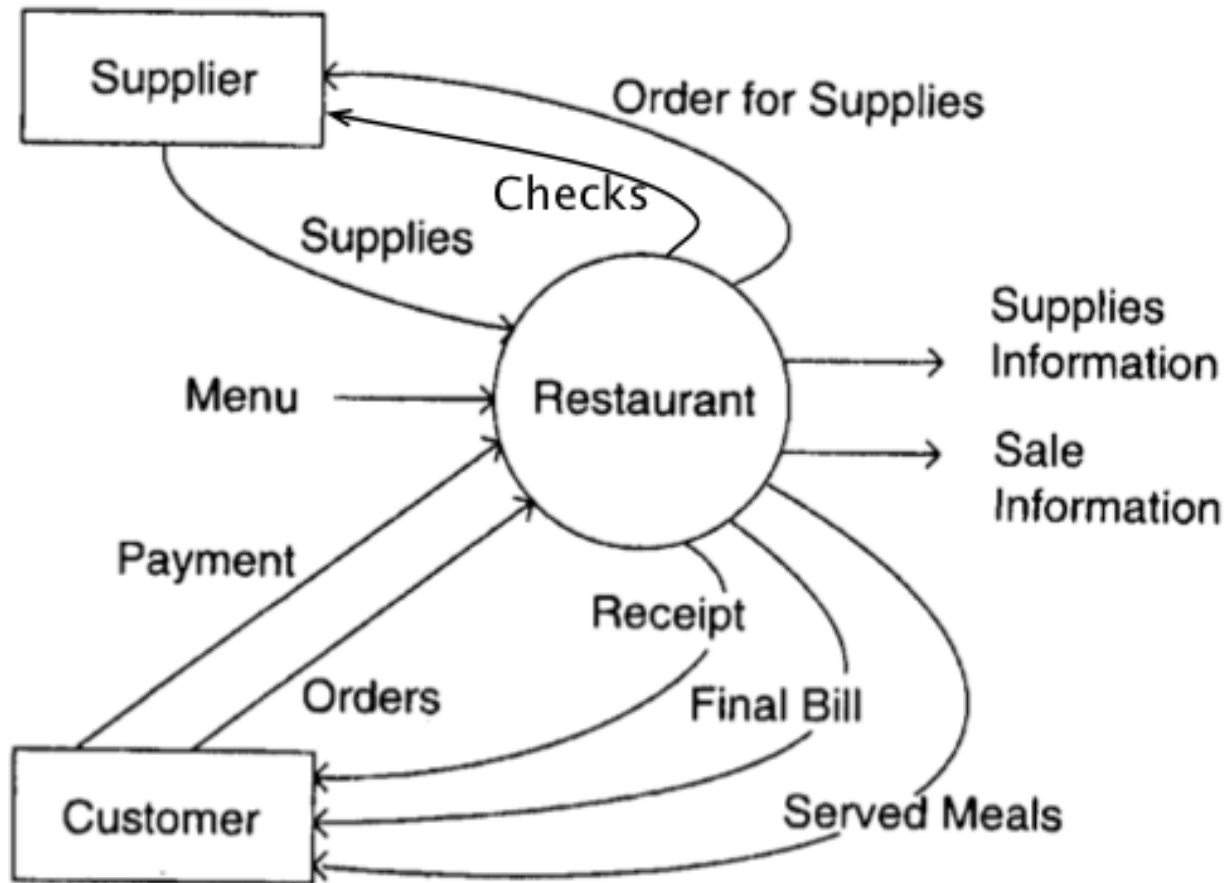 Supplier
Order for Supplies
Checks
Supplies
Supplies
Information
Menu
Restaurant
Sale
Information
Payment
Receipt
Orders
Final Bill
Customer
Served Meals